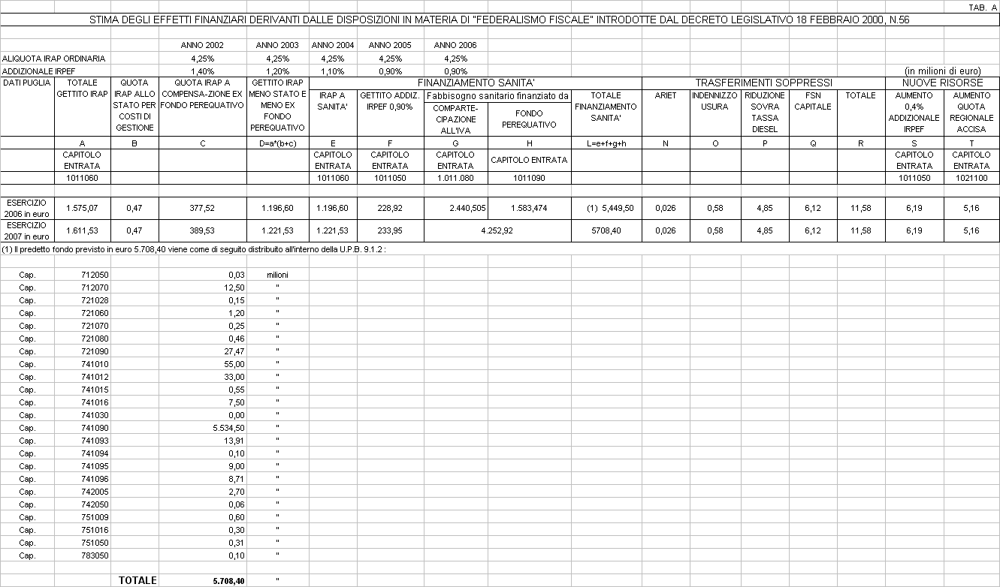 TAB. A
STIMA DEGLI EFFETTI FINANZIARI DERIVANTI DALLE DISPOSIZIONI IN MATERIA DI "FEDERALISMO FISCALE" INTRODOTTE DAL DECRETO LEGISLATIVO 18 FEBBRAIO 2000, N.56
ANNO 2002 ANNO 2003 ANNO 2004 ANNO 2005 ANNO 2006
ALIQUOTA IRAP ORDINARIA 4,25% 4,25% 4,25% 4,25% 4,25%
ADDIZIONALE IRPEF 1,40% 1,20% 1,10% 0,90% 0,90% (in milioni di euro)
DATI PUGLIA
TOTALE
GETTITO IRAP
QUOTA
IRAP ALLO
STATO PER
COSTI DI
GESTIONE
QUOTA IRAP A
COMPENSA-ZIONE EX
FONDO PEREQUATIVO
GETTITO IRAP
MENO STATO E
MENO EX
FONDO
PEREQUATIVO
FINANZIAMENTO SANITA'
IRAP A
SANITA'
GETTITO ADDIZ.
IRPEF 0,90%
Fabbisogno sanitario finanziato da
COMPARTE-
CIPAZIONE
ALL'IVA
FONDO
PEREQUATIVO
TOTALE
FINANZIAMENTO
SANITA'
TRASFERIMENTI SOPPRESSI
ARIET
INDENNIZZO
USURA
RIDUZIONE
SOVRA
TASSA
DIESEL
FSN
CAPITALE
TOTALE
NUOVE RISORSE
AUMENTO
0,4%
ADDIZIONALE
IRPEF
AUMENTO
QUOTA
REGIONALE
ACCISA
A B C D=a*(b+c) E F G H L=e+f+g+h N O P Q R S T
CAPITOLO
ENTRATA
CAPITOLO
ENTRATA
CAPITOLO
ENTRATA
CAPITOLO
ENTRATA
CAPITOLO ENTRATA
CAPITOLO
ENTRATA
CAPITOLO
ENTRATA
1011060 1011060 1011050 1.011.080 1011090 1011050 1021100
ESERCIZIO
2006 in euro
1.575,07 0,47 377,52 1.196,60 1.196,60 228,92 2.440,505 1.583,474 (1) 5,449,50 0,026 0,58 4,85 6,12 11,58 6,19 5,16
ESERCIZIO
2007 in euro
1.611,53 0,47 389,53 1.221,53 1.221,53 233,95 4.252,92 5708,40 0,026 0,58 4,85 6,12 11,58 6,19 5,16
(1) Il predetto fondo previsto in euro 5.708,40 viene come di seguito distribuito all'interno della U.P.B. 9.1.2 :
Cap. 712050 0,03 milioni
Cap. 712070 12,50 "
Cap. 721028 0,15 "
Cap. 721060 1,20 "
Cap. 721070 0,25 "
Cap. 721080 0,46 "
Cap. 721090 27,47 "
Cap. 741010 55,00 "
Cap. 741012 33,00 "
Cap. 741015 0,55 "
Cap. 741016 7,50 "
Cap. 741030 0,00 "
Cap. 741090 5.534,50 "
Cap. 741093 13,91 "
Cap. 741094 0,10 "
Cap. 741095 9,00 "
Cap. 741096 8,71 "
Cap. 742005 2,70 "
Cap. 742050 0,06 "
Cap. 751009 0,60 "
Cap. 751016 0,30 "
Cap. 751050 0,31 "
Cap. 783050 0,10 "
TOTALE 5.708,40 "